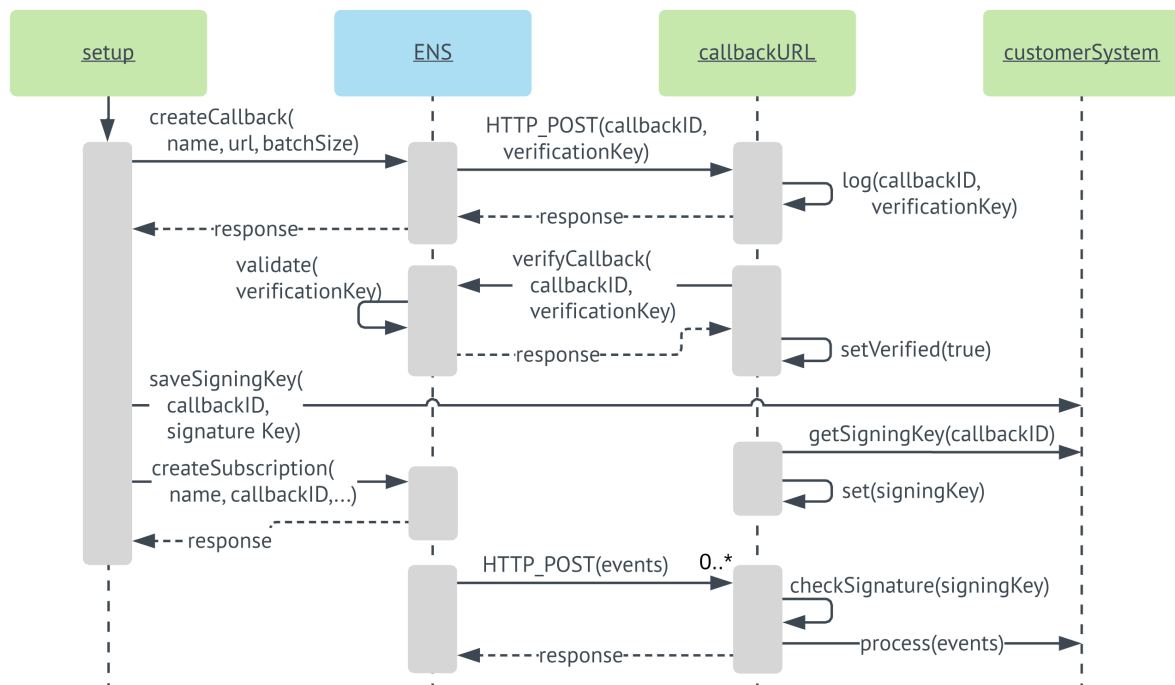 setup
ENS
callbackURL
customerSystem
createCallback(
name, url, batchSize)
HTTP_POST(callbackID,
verificationKey)
log(callbackID,
verificationKey)
response
response
validate(
verificationKey)
verifyCallback(
callbackID,
verificationKey)
response
setVerified(true)
saveSigningKey(
callbackID,
signature Key)
getSigningKey(callbackID)
createSubscription(
name, callbackID,...)
set(signingKey)
response
HTTP_POST(events)
0..*
checkSignature(signingKey)
process(events)
response